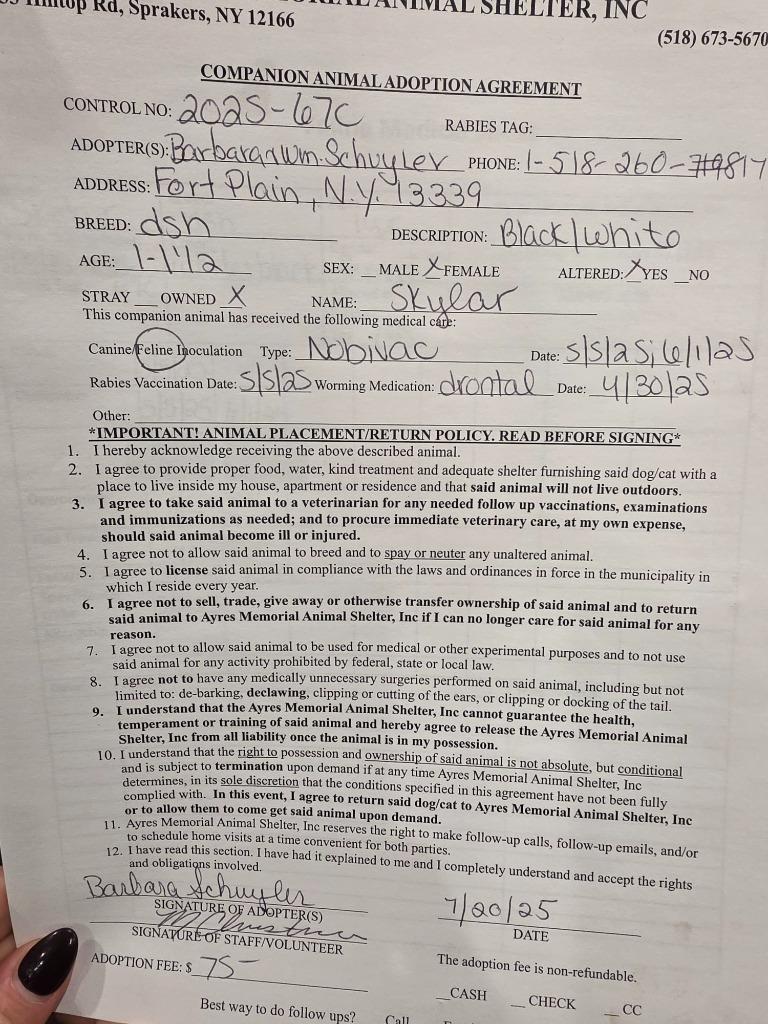 Hilltop Rd, Sprakers, NY 12166
MEMORIAL ANIMAL SHELTER, INC
(518) 673-5670
COMPANION ANIMAL ADOPTION AGREEMENT
CONTROL NO: 2025-67C RABIES TAG:
ADOPTER(S): Barbara & Wm. Schuyler PHONE: 1-518-260-9817
ADDRESS: Fort Plain, N.Y. 13339
BREED: dsh DESCRIPTION: Black/white
AGE: 1-1 1/2 SEX: __ MALE X FEMALE ALTERED: X YES __ NO
STRAY __ OWNED X NAME: Skylar
This companion animal has received the following medical care:
Canine/Feline Inoculation Type: Nobivac Date: 5/5/25; 6/1/25
Rabies Vaccination Date: 5/5/25 Worming Medication: drontal Date: 4/30/25
Other:
*IMPORTANT! ANIMAL PLACEMENT/RETURN POLICY. READ BEFORE SIGNING*
1. I hereby acknowledge receiving the above described animal.
2. I agree to provide proper food, water, kind treatment and adequate shelter furnishing said dog/cat with a
place to live inside my house, apartment or residence and that said animal will not live outdoors.
3. I agree to take said animal to a veterinarian for any needed follow up vaccinations, examinations
and immunizations as needed; and to procure immediate veterinary care, at my own expense,
should said animal become ill or injured.
4. I agree not to allow said animal to breed and to spay or neuter any unaltered animal.
5. I agree to license said animal in compliance with the laws and ordinances in force in the municipality in
which I reside every year.
6. I agree not to sell, trade, give away or otherwise transfer ownership of said animal and to return
said animal to Ayres Memorial Animal Shelter, Inc if I can no longer care for said animal for any
reason.
7. I agree not to allow said animal to be used for medical or other experimental purposes and to not use
said animal for any activity prohibited by federal, state or local law.
8. I agree not to have any medically unnecessary surgeries performed on said animal, including but not
limited to: de-barking, declawing, clipping or cutting of the ears, or clipping or docking of the tail.
9. I understand that the Ayres Memorial Animal Shelter, Inc cannot guarantee the health,
temperament or training of said animal and hereby agree to release the Ayres Memorial Animal
Shelter, Inc from all liability once the animal is in my possession.
10. I understand that the right to possession and ownership of said animal is not absolute, but conditional
and is subject to termination upon demand if at any time Ayres Memorial Animal Shelter, Inc
determines, in its sole discretion that the conditions specified in this agreement have not been fully
complied with. In this event, I agree to return said dog/cat to Ayres Memorial Animal Shelter, Inc
or to allow them to come get said animal upon demand.
11. Ayres Memorial Animal Shelter, Inc reserves the right to make follow-up calls, follow-up emails, and/or
to schedule home visits at a time convenient for both parties.
12. I have read this section. I have had it explained to me and I completely understand and accept the rights
and obligations involved.
Barbara Schuyler 7/20/25
SIGNATURE OF ADOPTER(S) DATE
SIGNATURE OF STAFF/VOLUNTEER
ADOPTION FEE: $ 75- The adoption fee is non-refundable.
__CASH __ CHECK __ CC
Best way to do follow ups? Call